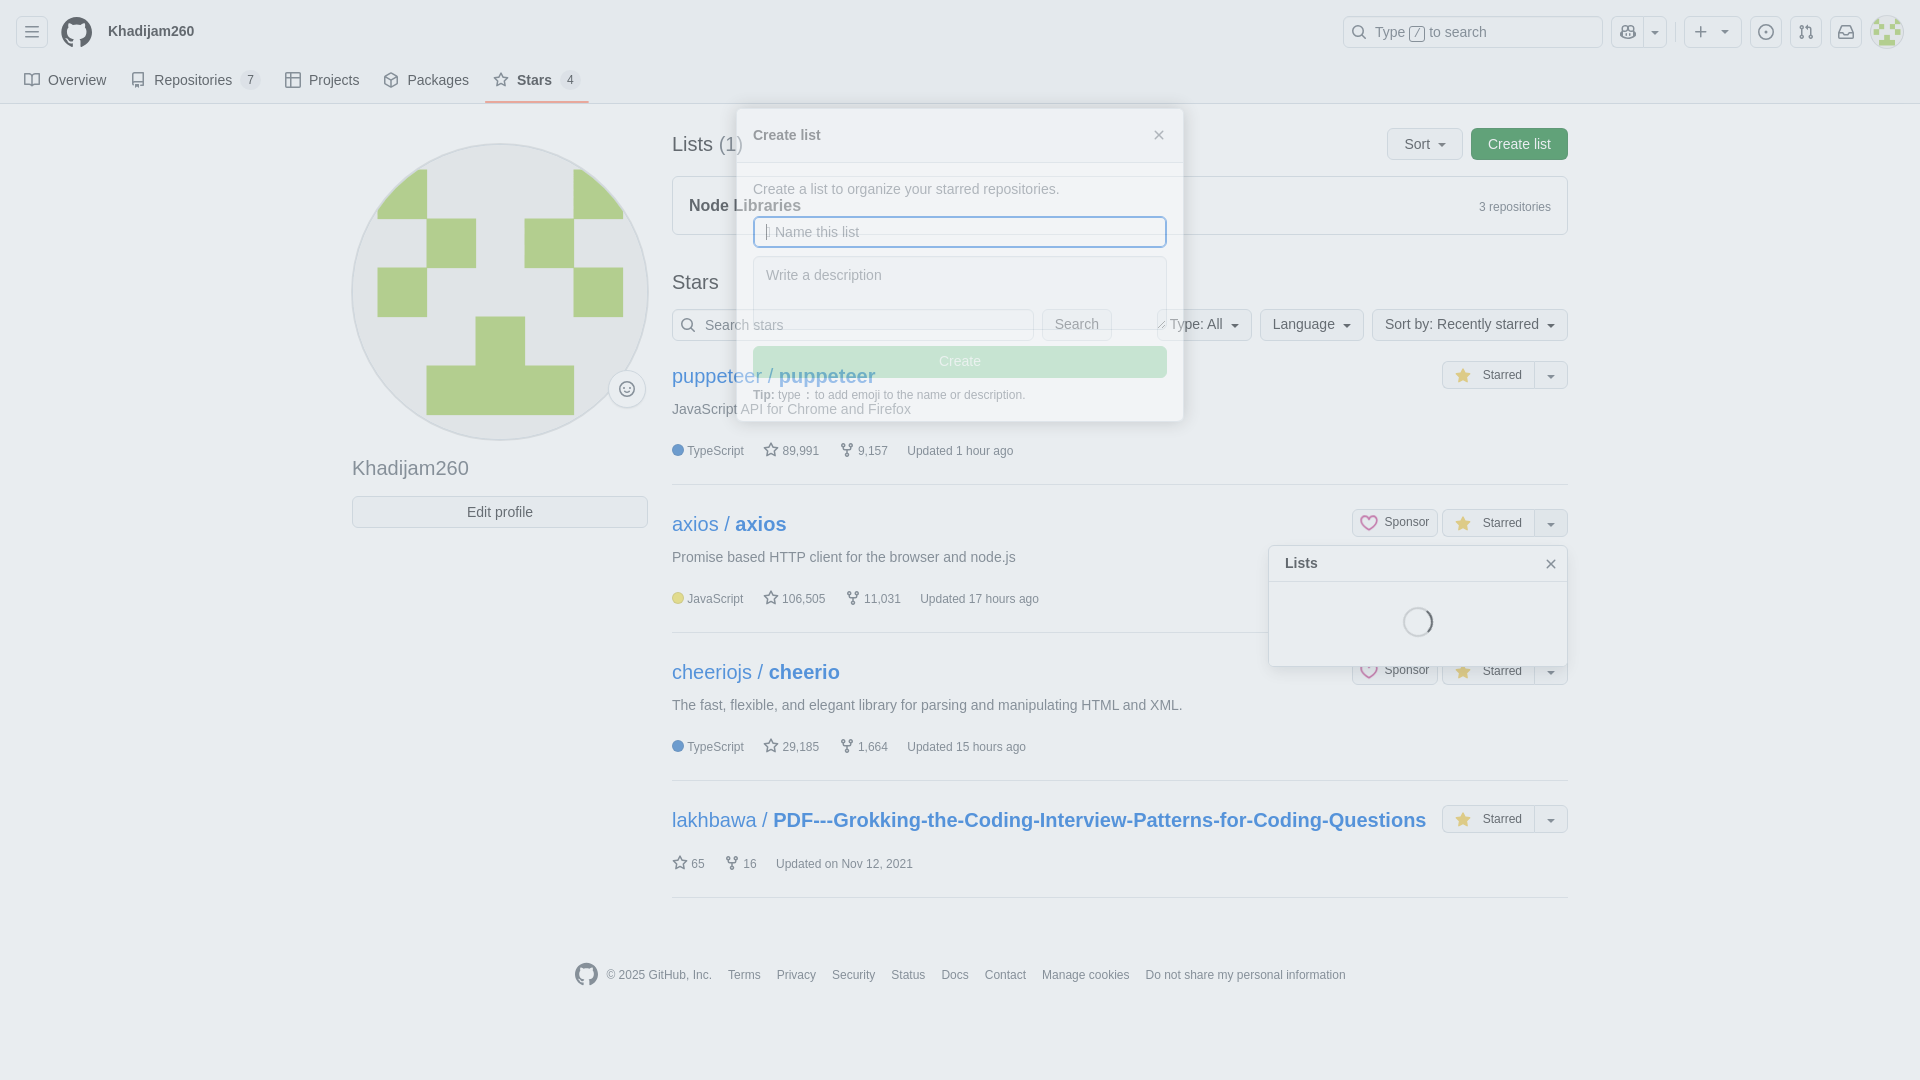 Khadijam260
Type / to search
Overview
Repositories 7
Projects
Packages
Stars 4
Create list
Lists (1)
Sort
Create list
Create a list to organize your starred repositories.
Node Libraries
3 repositories
Name this list
Write a description
Stars
Search stars
Search
Type: All
Language
Sort by: Recently starred
Create
puppeteer / puppeteer
Starred
Tip: type : to add emoji to the name or description.
JavaScript API for Chrome and Firefox
TypeScript 89,991 9,157 Updated 1 hour ago
Khadijam260
Edit profile
axios / axios
Sponsor
Starred
Promise based HTTP client for the browser and node.js
Lists
JavaScript 106,505 11,031 Updated 17 hours ago
cheeriojs / cheerio
Sponsor
Starred
The fast, flexible, and elegant library for parsing and manipulating HTML and XML.
TypeScript 29,185 1,664 Updated 15 hours ago
lakhbawa / PDF---Grokking-the-Coding-Interview-Patterns-for-Coding-Questions
Starred
65 16 Updated on Nov 12, 2021
© 2025 GitHub, Inc. Terms Privacy Security Status Docs Contact Manage cookies Do not share my personal information